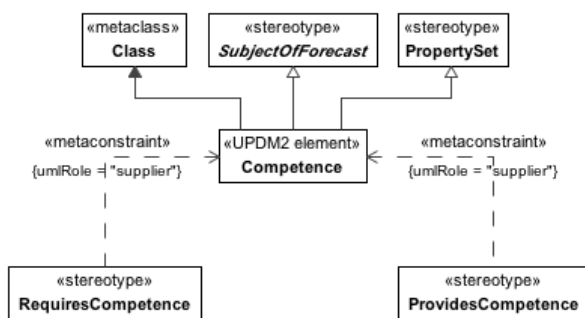 «metaclass»
Class
«stereotype»
SubjectOfForecast
«stereotype»
PropertySet
«metaconstraint»
{umlRole = "supplier"}
«UPDM2 element»
Competence
«metaconstraint»
{umlRole = "supplier"}
«stereotype»
RequiresCompetence
«stereotype»
ProvidesCompetence